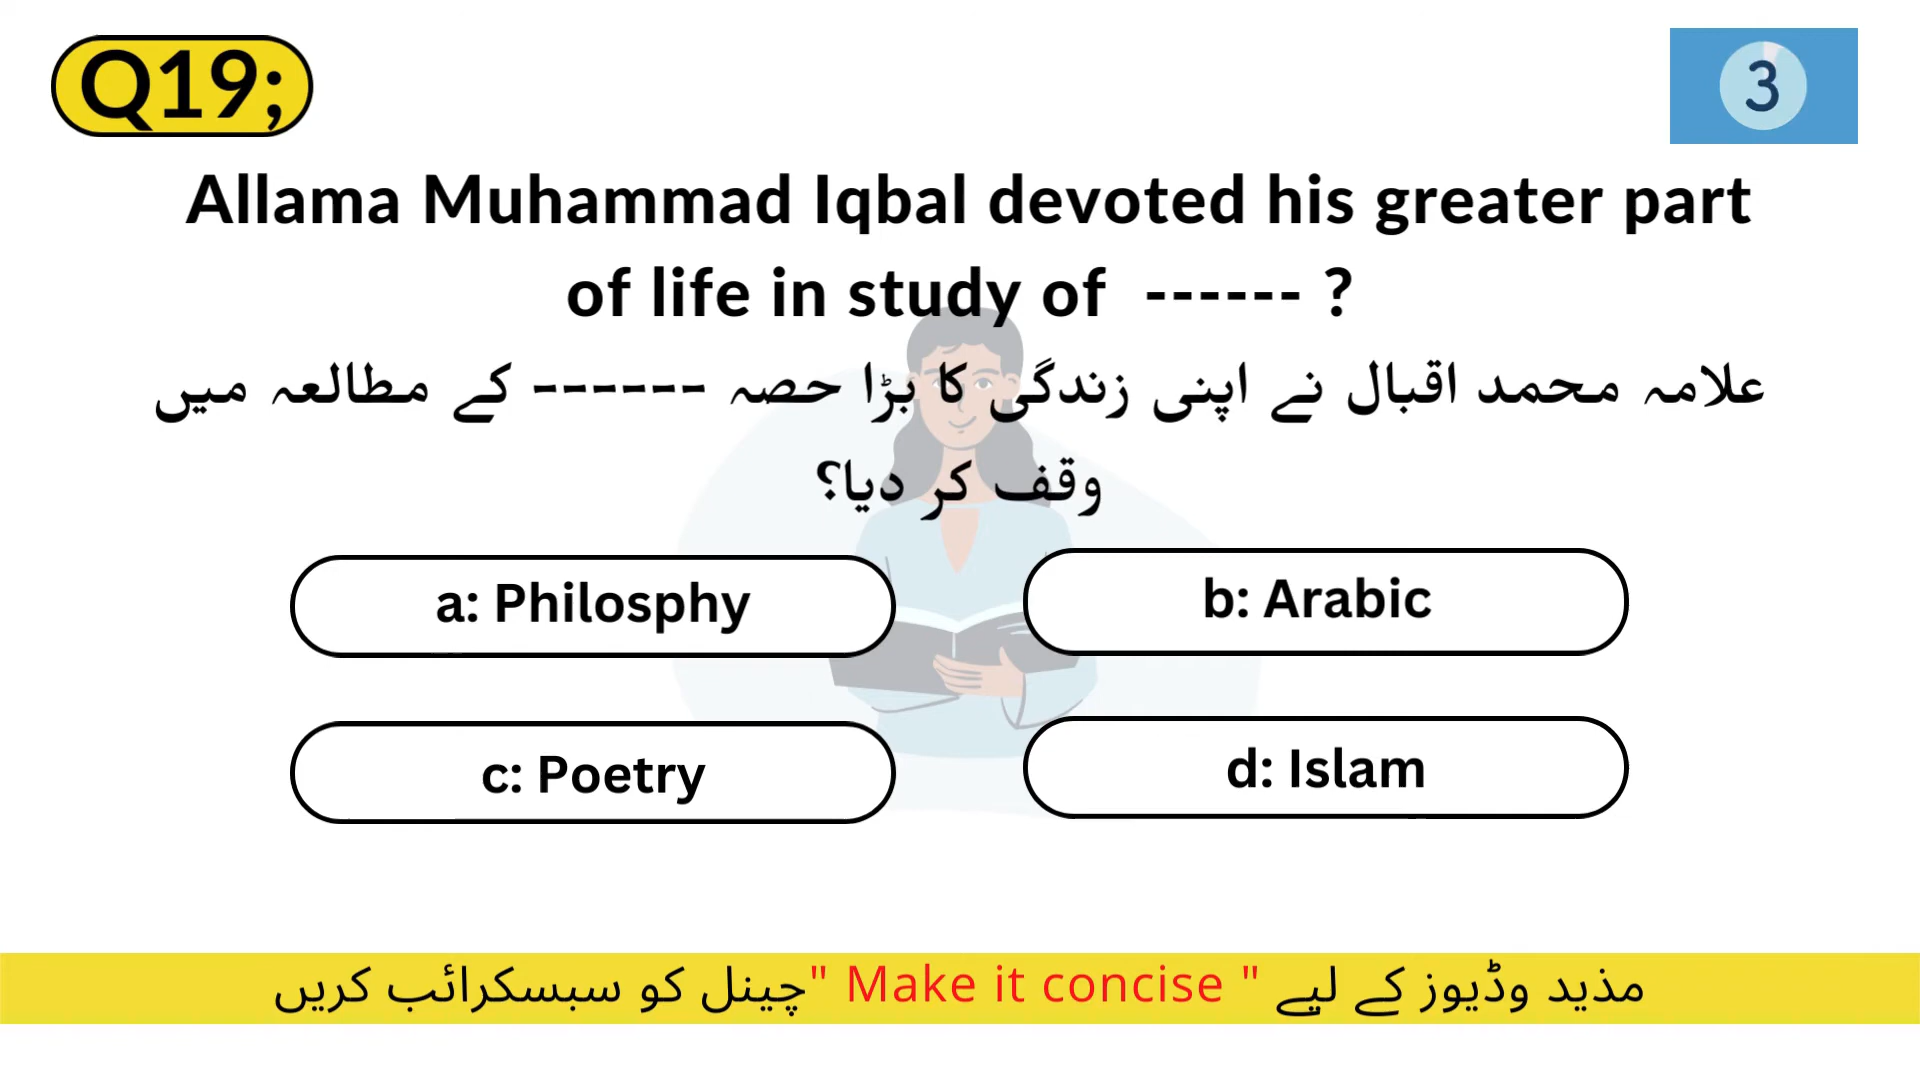 Q19;
3
Allama Muhammad Iqbal devoted his greater part
of life in study of ------ ?
علامہ محمد اقبال نے اپنی زندگی کا بڑا حصہ ------ کے مطالعہ میں
وقف کر دیا؟
a: Philosphy
b: Arabic
c: Poetry
d: Islam
مذید وڈیوز کے لیے " Make it concise "چینل کو سبسکرائب کریں